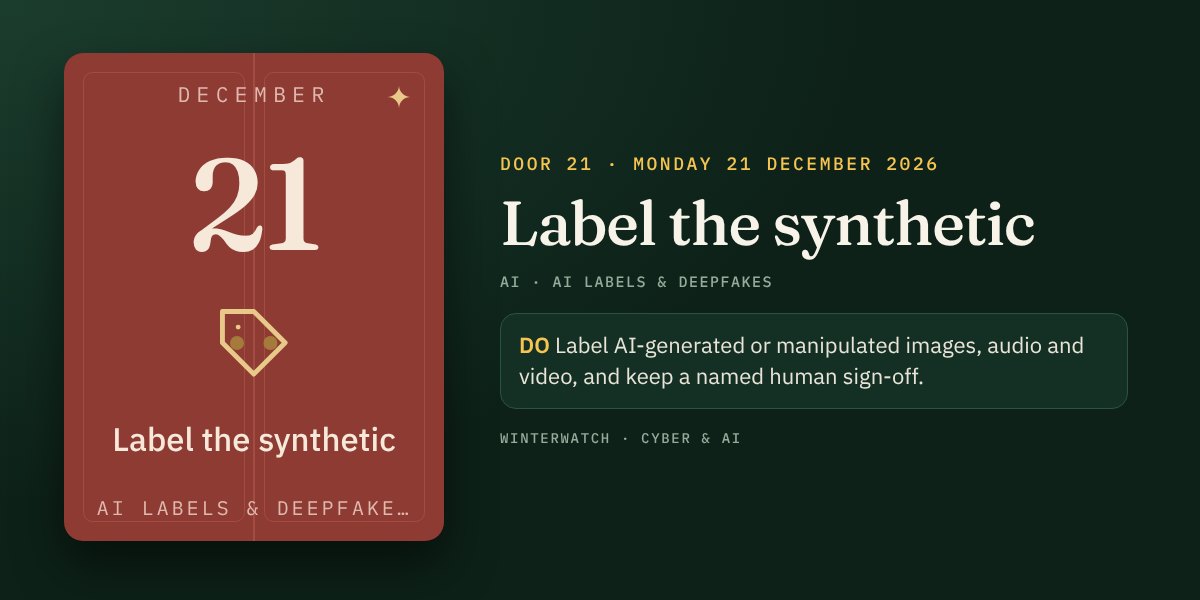 DECEMBER
21
Label the synthetic
AI LABELS & DEEPFAKE…
DOOR 21 · MONDAY 21 DECEMBER 2026
Label the synthetic
AI · AI LABELS & DEEPFAKES
DO Label AI-generated or manipulated images, audio and
video, and keep a named human sign-off.
WINTERWATCH · CYBER & AI